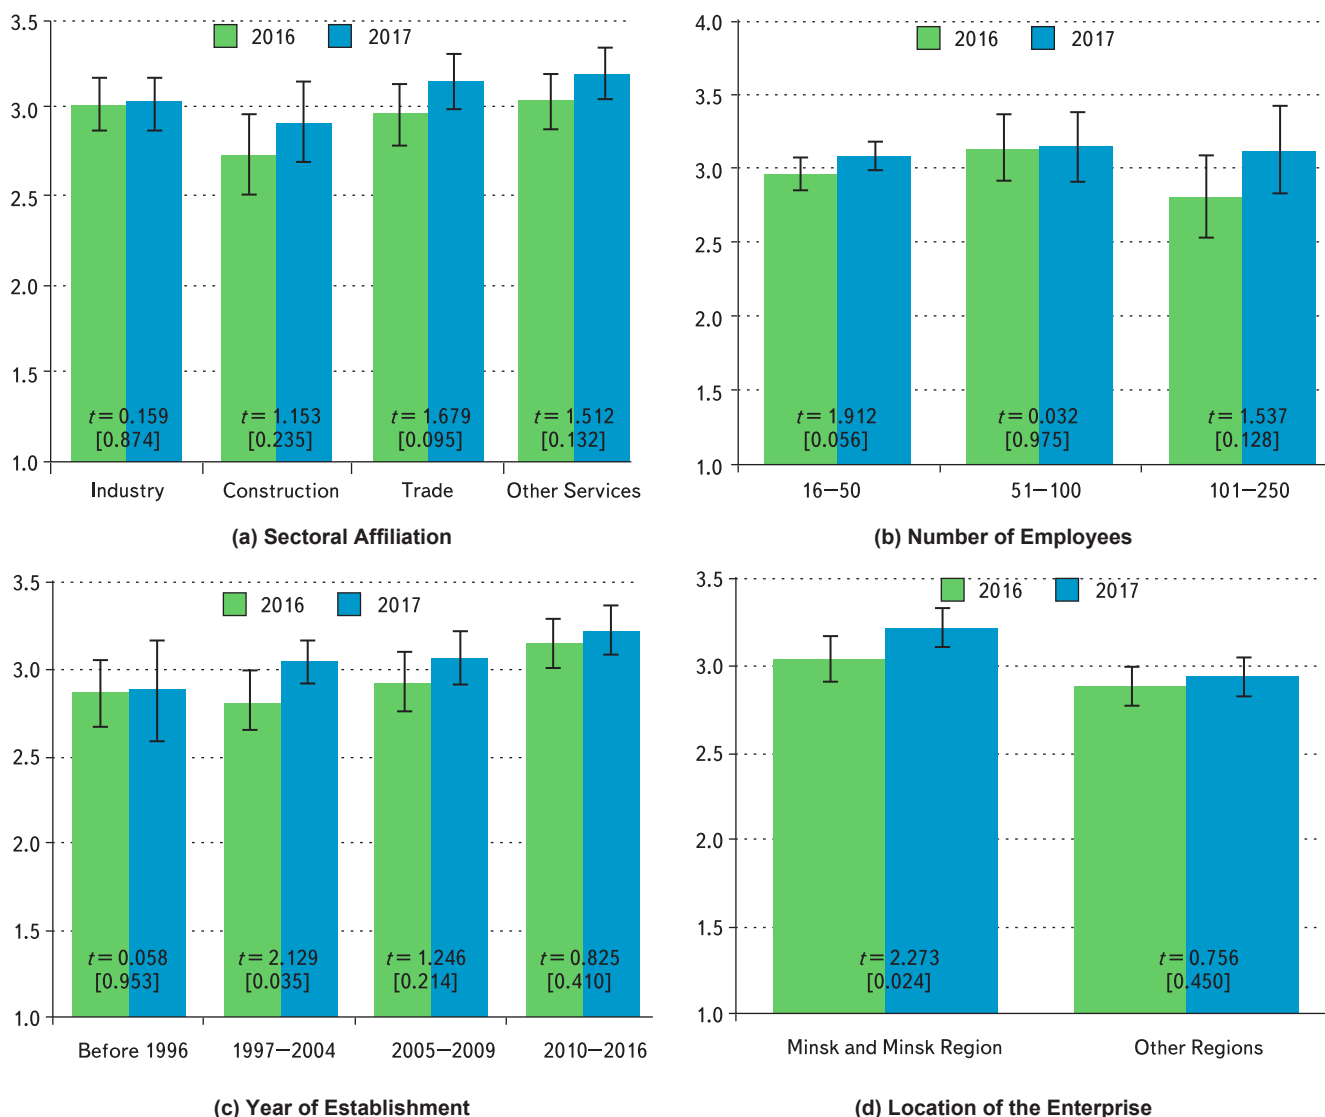 3.5
3.0
2.5
2.0
1.5
1.0
2016 2017
t = 0.159 t = 1.153 t = 1.679 t = 1.512
[0.874] [0.235] [0.095] [0.132]
Industry Construction Trade Other Services
(a) Sectoral Affiliation
4.0
3.5
3.0
2.5
2.0
1.5
1.0
2016 2017
t = 1.912 t = 0.032 t = 1.537
[0.056] [0.975] [0.128]
16–50 51–100 101–250
(b) Number of Employees
3.5
3.0
2.5
2.0
1.5
1.0
2016 2017
t = 0.058 t = 2.129 t = 1.246 t = 0.825
[0.953] [0.035] [0.214] [0.410]
Before 1996 1997–2004 2005–2009 2010–2016
(c) Year of Establishment
3.5
3.0
2.5
2.0
1.5
1.0
2016 2017
t = 2.273 t = 0.756
[0.024] [0.450]
Minsk and Minsk Region Other Regions
(d) Location of the Enterprise